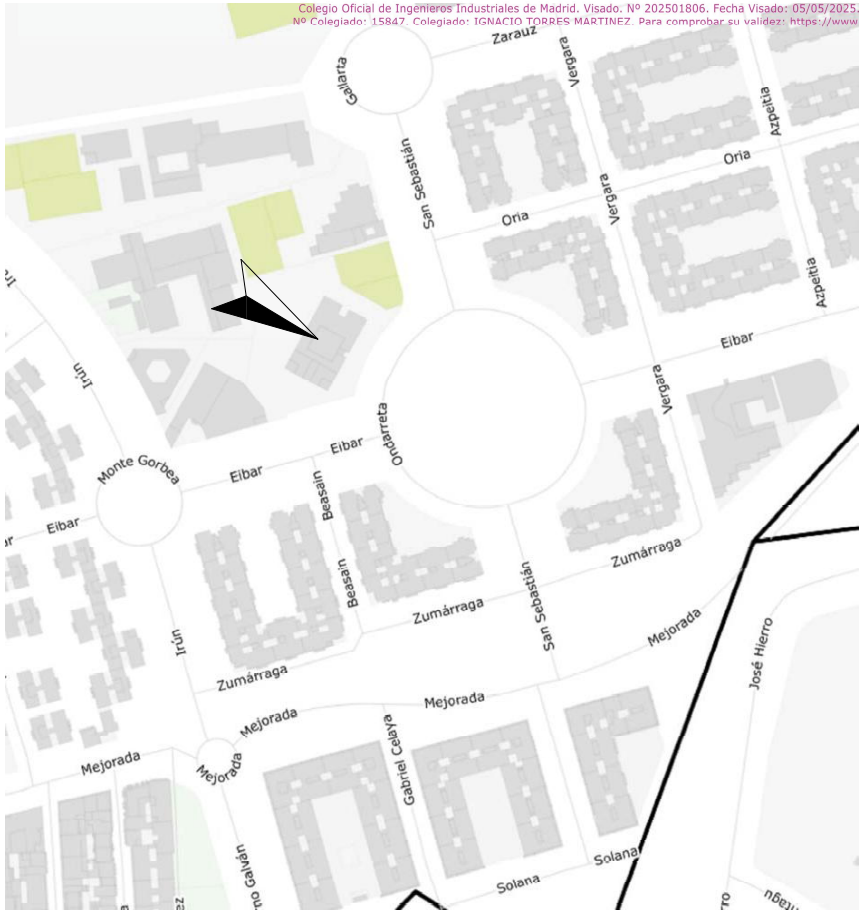 Colegio Oficial de Ingenieros Industriales de Madrid. Visado. Nº 202501806. Fecha Visado: 05/05/2025.
Nº Colegiado: 15847. Colegiado: IGNACIO TORRES MARTINEZ. Para comprobar su validez: https://www
Zarauz
Vergara
Gallarta
Azpeitia
Oria
San Sebastián
Vergara
Oria
Azpeitia
Irún
Eibar
Vergara
Ondarreta
Eibar
Monte Gorbea
Eibar
Beasain
Eibar
Zumárraga
Beasain
Zumárraga
San Sebastián
Mejorada
Irún
José Hierro
Zumárraga
Mejorada
Mejorada
Gabriel Celaya
Mejorada
Mejorada
Solana
Solana
no Galván